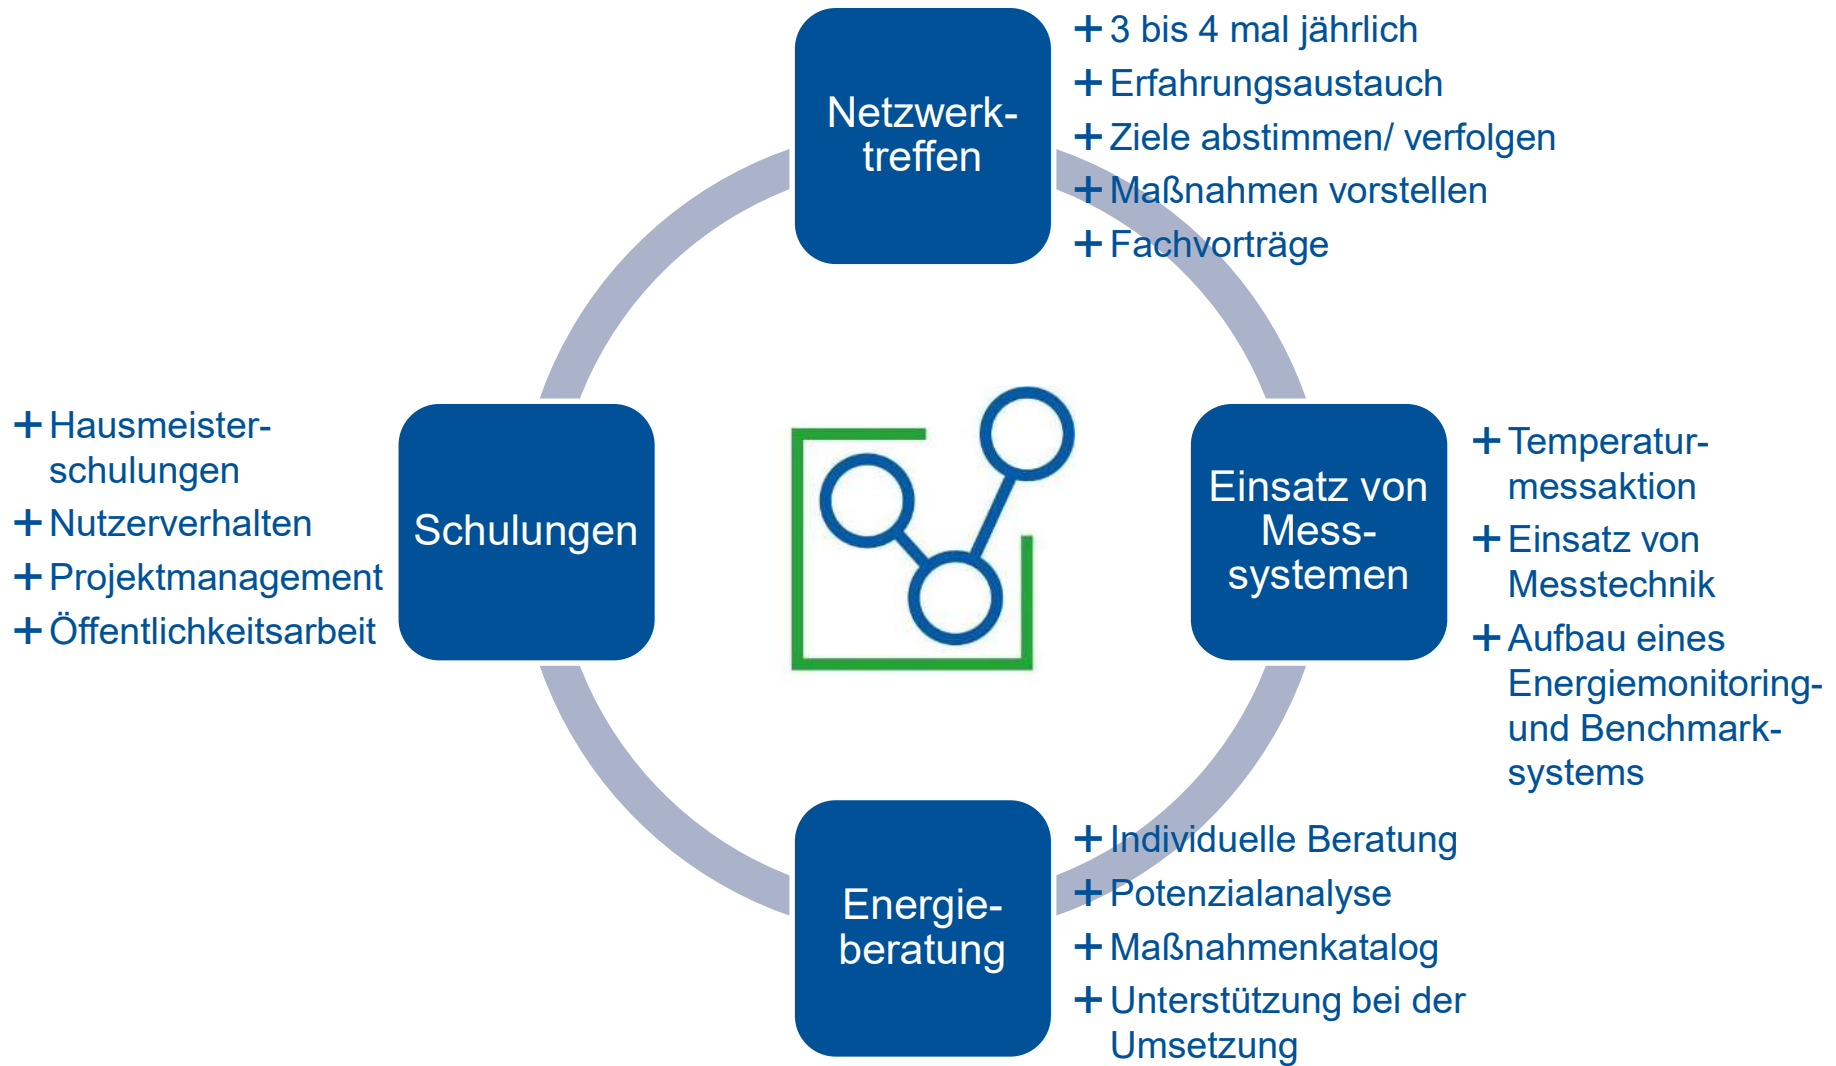 Netzwerk-
treffen
+ 3 bis 4 mal jährlich
+ Erfahrungsaustauch
+ Ziele abstimmen/ verfolgen
+ Maßnahmen vorstellen
+ Fachvorträge
Einsatz von
Mess-
systemen
+ Temperatur-
messaktion
+ Einsatz von
Messtechnik
+ Aufbau eines
Energiemonitoring-
und Benchmark-
systems
Energie-
beratung
+ Individuelle Beratung
+ Potenzialanalyse
+ Maßnahmenkatalog
+ Unterstützung bei der
Umsetzung
Schulungen
+ Hausmeister-
schulungen
+ Nutzerverhalten
+ Projektmanagement
+ Öffentlichkeitsarbeit